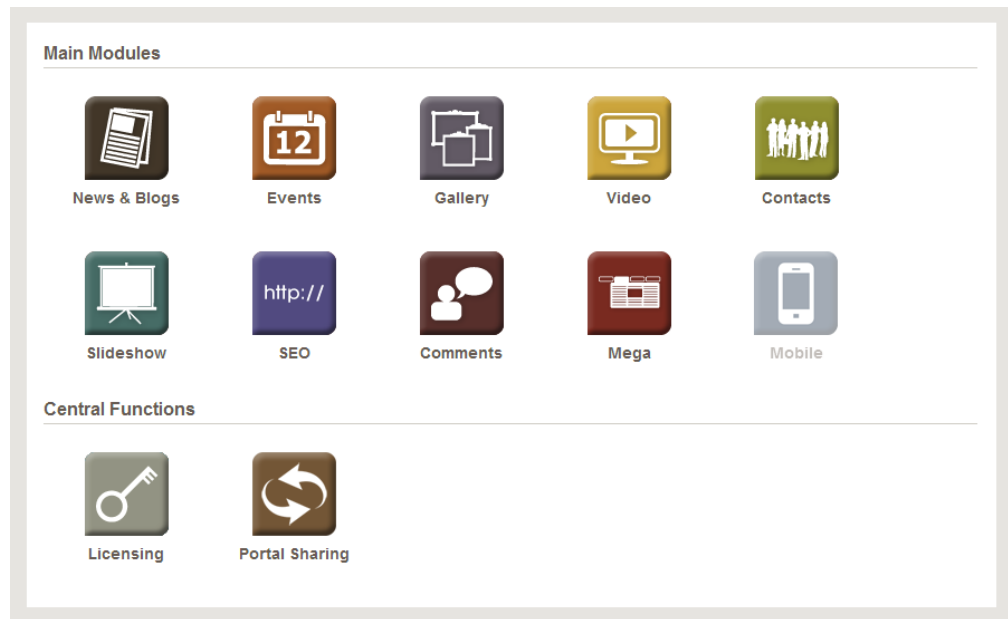 Main Modules
12
News & Blogs Events Gallery Video Contacts
http://
Slideshow SEO Comments Mega Mobile
Central Functions
Licensing Portal Sharing